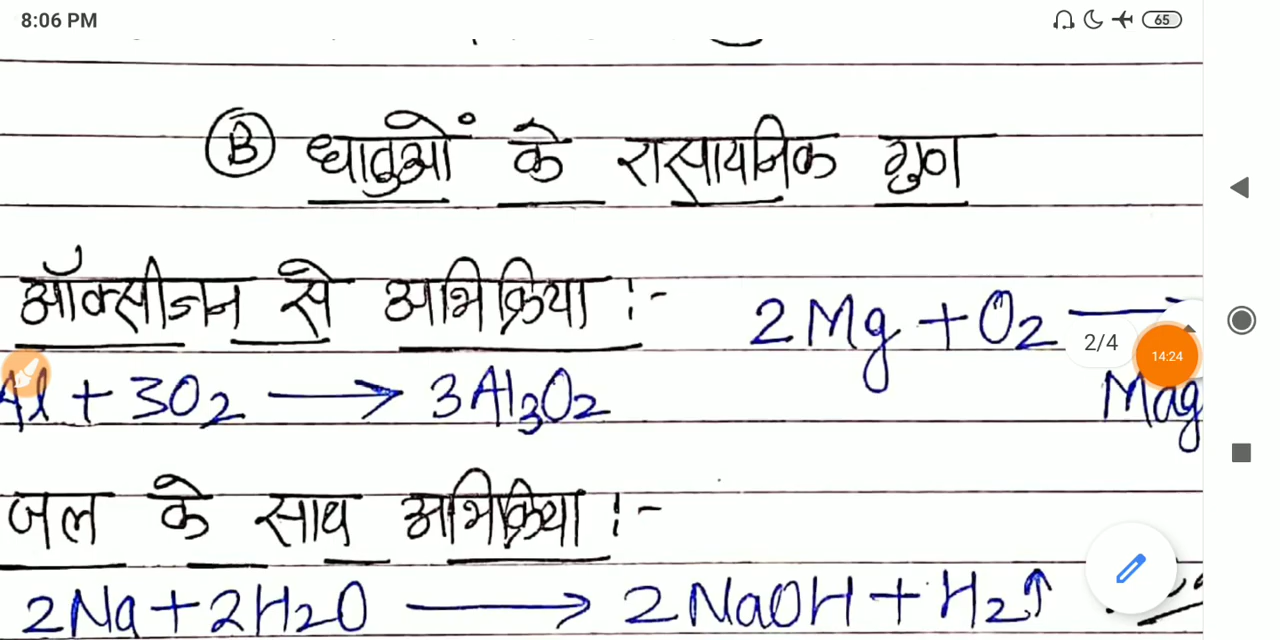 8:06 PM
65
B धातुओं के रासायनिक गुण
ऑक्सीजन से अभिक्रिया :-
2Mg + O2
2/4
14:24
Al + 3O2 → 3Al3O2
Mag
जल के साथ अभिक्रिया :-
2Na + 2H2O → 2NaOH + H2↑